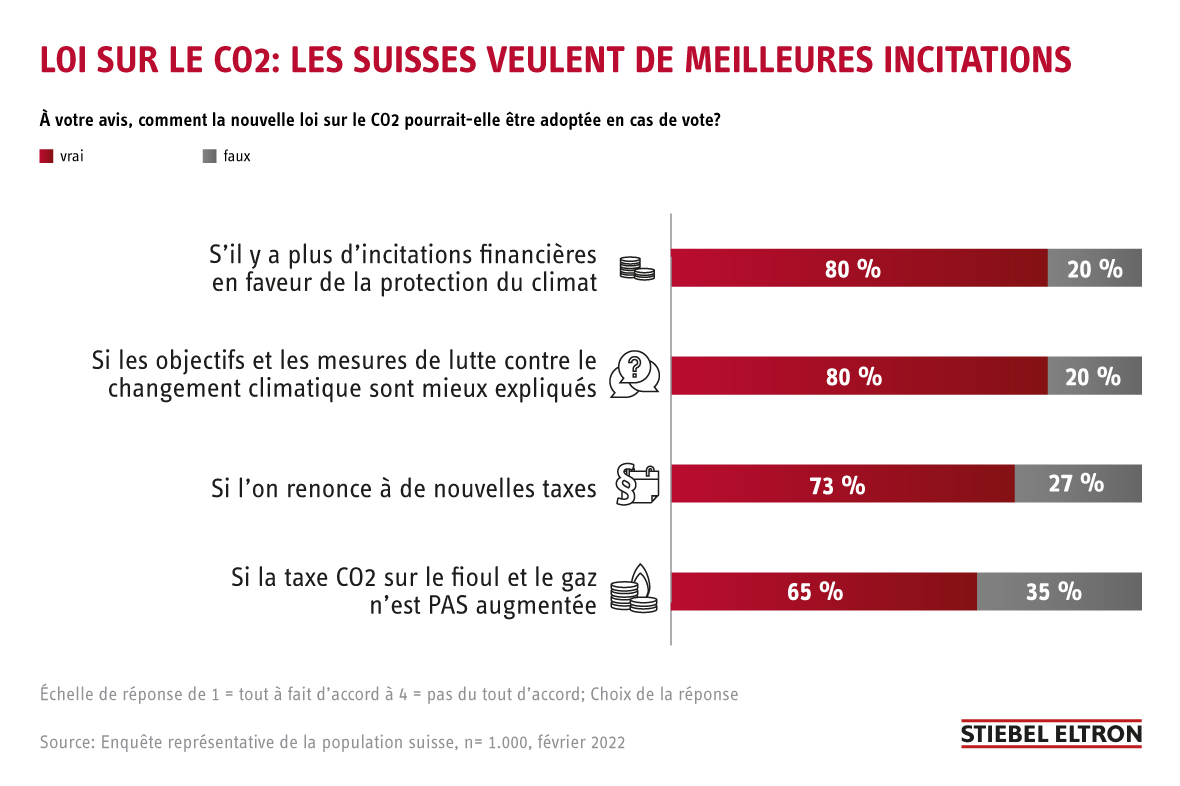 LOI SUR LE CO2: LES SUISSES VEULENT DE MEILLEURES INCITATIONS
À votre avis, comment la nouvelle loi sur le CO2 pourrait-elle être adoptée en cas de vote?
vrai faux
S’il y a plus d’incitations financières
en faveur de la protection du climat
80 % 20 %
Si les objectifs et les mesures de lutte contre le
changement climatique sont mieux expliqués
?
80 % 20 %
Si l’on renonce à de nouvelles taxes
§
73 % 27 %
Si la taxe CO2 sur le fioul et le gaz
n’est PAS augmentée
65 % 35 %
Échelle de réponse de 1 = tout à fait d’accord à 4 = pas du tout d’accord; Choix de la réponse
Source: Enquête représentative de la population suisse, n= 1.000, février 2022
STIEBEL ELTRON